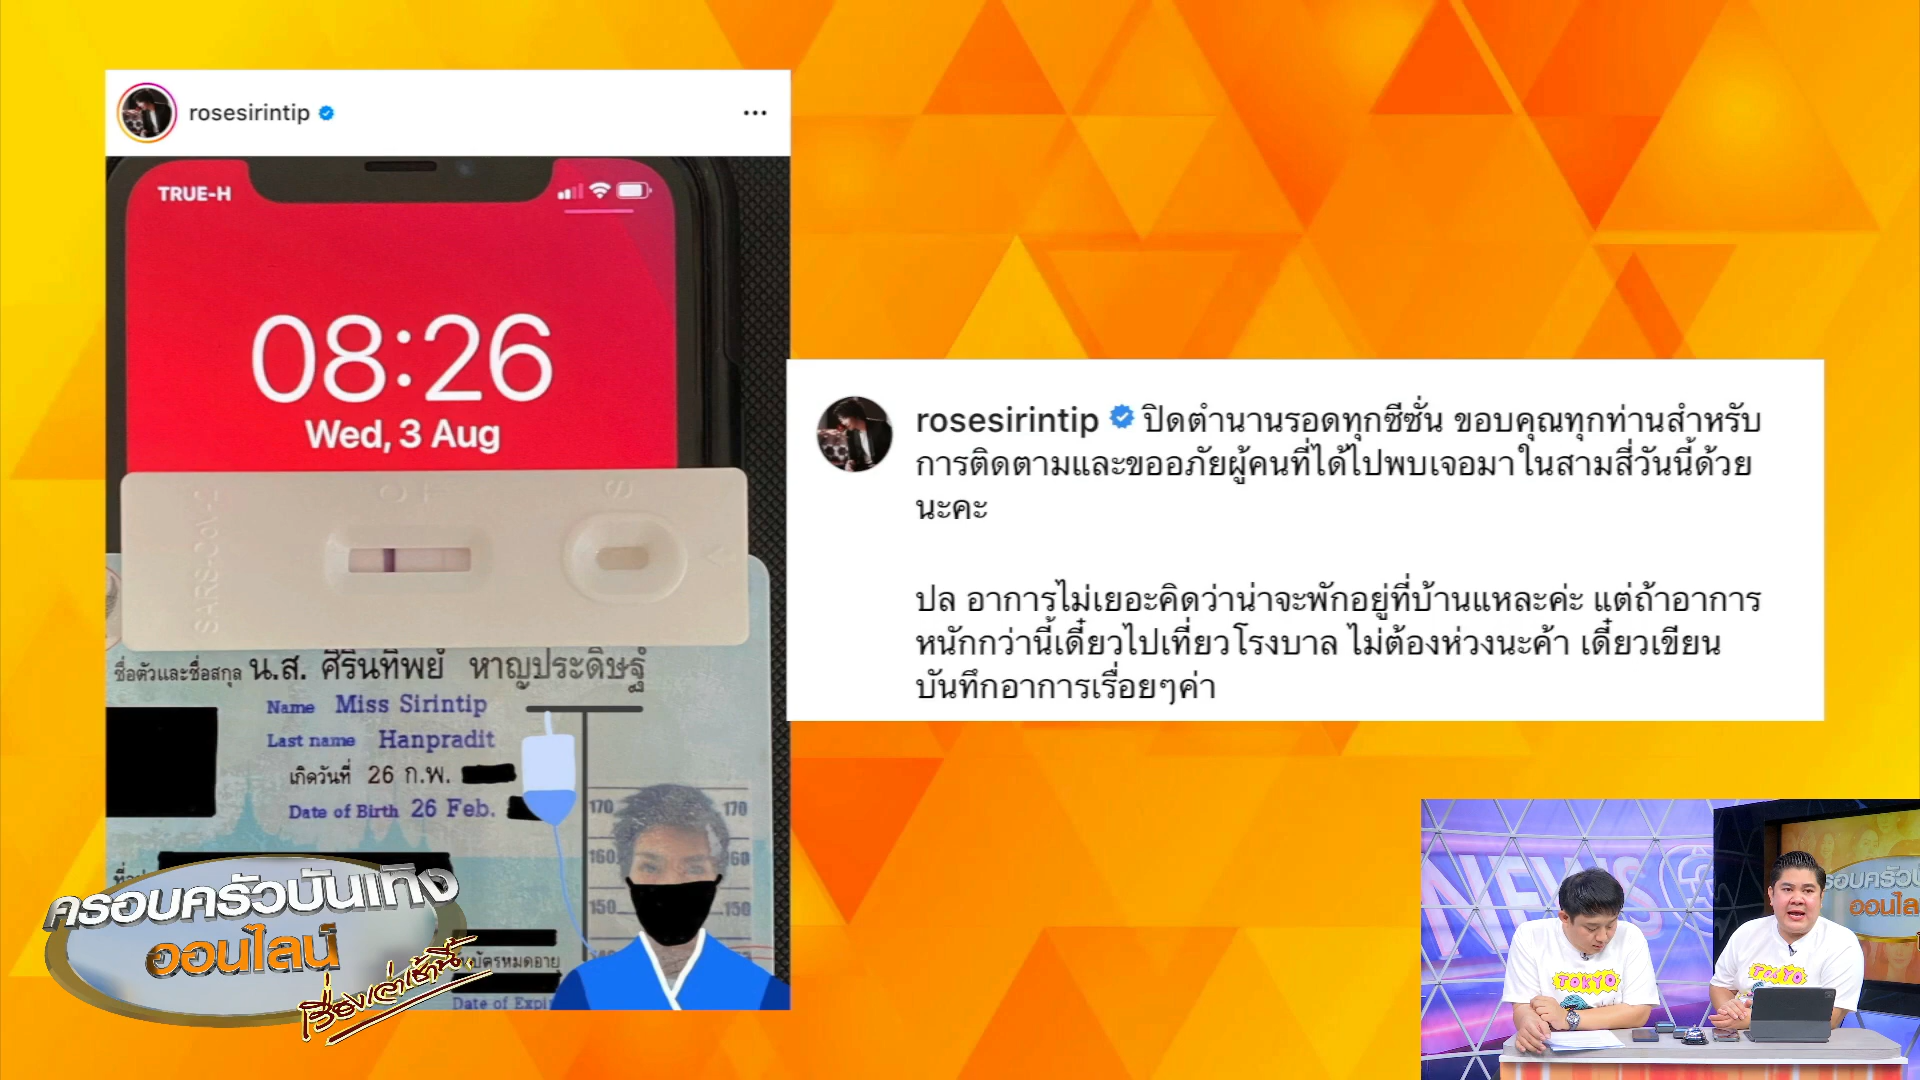 rosesirintip
TRUE-H
08:26
Wed, 3 Aug
C T
S
SARS-CoV-2
ชื่อตัวและชื่อสกุล น.ส. ศิรินทิพย์ หาญประดิษฐ์
Name Miss Sirintip
Last name Hanpradit
เกิดวันที่ 26 ก.พ.
Date of Birth 26 Feb.
170 170
160 60
150 150
บัตรหมดอายุ
Date of Expi
rosesirintip ปิดตำนานรอดทุกซีซั่น ขอบคุณทุกท่านสำหรับ
การติดตามและขออภัยผู้คนที่ได้ไปพบเจอมาในสามสี่วันนี้ด้วย
นะคะ
ปล อาการไม่เยอะคิดว่าน่าจะพักอยู่ที่บ้านแหละค่ะ แต่ถ้าอาการ
หนักกว่านี้เดี๋ยวไปเที่ยวโรงบาล ไม่ต้องห่วงนะค้า เดี๋ยวเขียน
บันทึกอาการเรื่อยๆค่า
ครอบครัวบันเทิง
ออนไลน์
เรื่องเล่าเช้านี้
NEWS
TOKYO
TOKYO
ออนไล